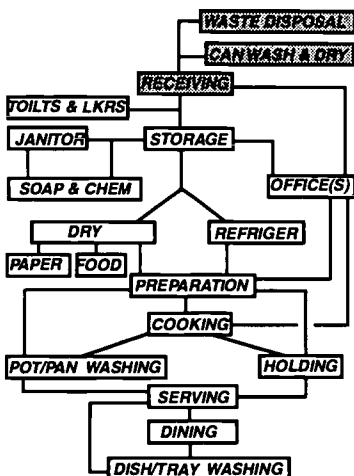 WASTE DISPOSAL
CAN WASH & DRY
RECEIVING
TOILTS & LKRS
JANITOR
STORAGE
SOAP & CHEM
OFFICE(S)
DRY
REFRIGER
PAPER
FOOD
PREPARATION
COOKING
POT/PAN WASHING
HOLDING
SERVING
DINING
DISH/TRAY WASHING